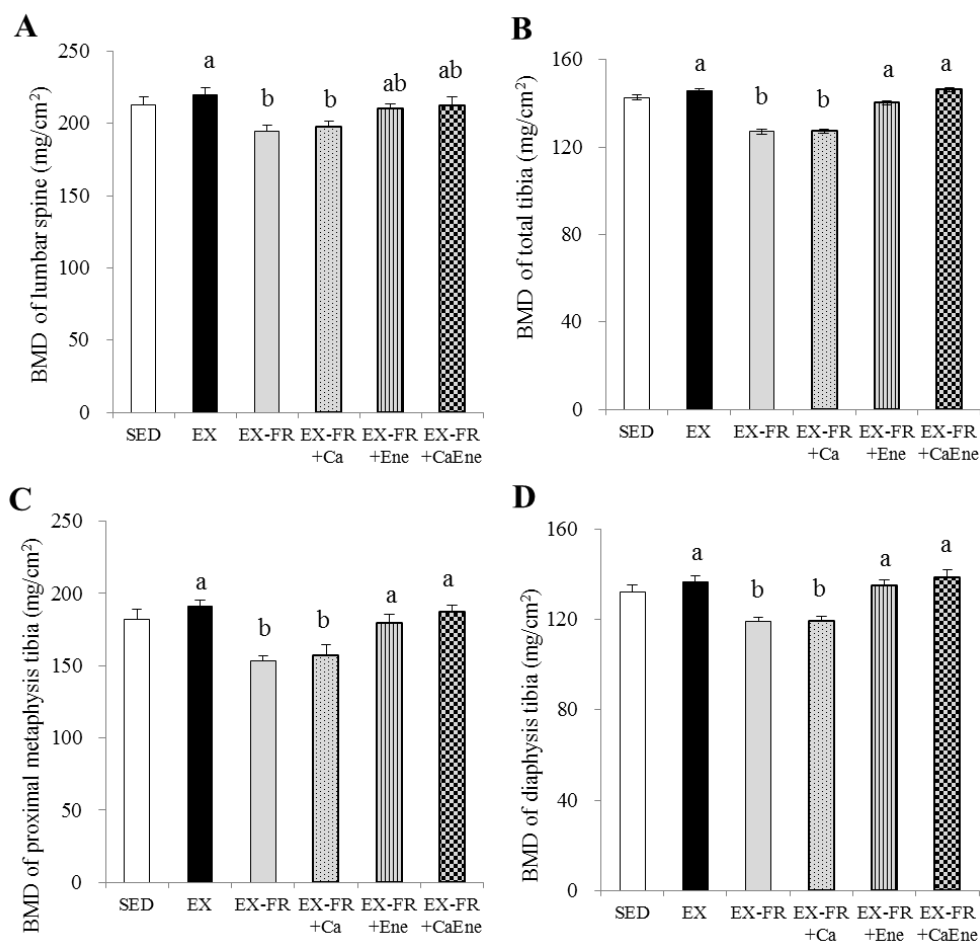 A
BMD of lumbar spine (mg/cm²)
250
200
150
100
50
0
a
b
b
ab
ab
SED
EX
EX-FR
EX-FR
+Ca
EX-FR
+Ene
EX-FR
+CaEne
B
BMD of total tibia (mg/cm²)
160
120
80
40
0
a
b
b
a
a
SED
EX
EX-FR
EX-FR
+Ca
EX-FR
+Ene
EX-FR
+CaEne
C
BMD of proximal metaphysis tibia (mg/cm²)
250
200
150
100
50
0
a
b
b
a
a
SED
EX
EX-FR
EX-FR
+Ca
EX-FR
+Ene
EX-FR
+CaEne
D
BMD of diaphysis tibia (mg/cm²)
160
120
80
40
0
a
b
b
a
a
SED
EX
EX-FR
EX-FR
+Ca
EX-FR
+Ene
EX-FR
+CaEne